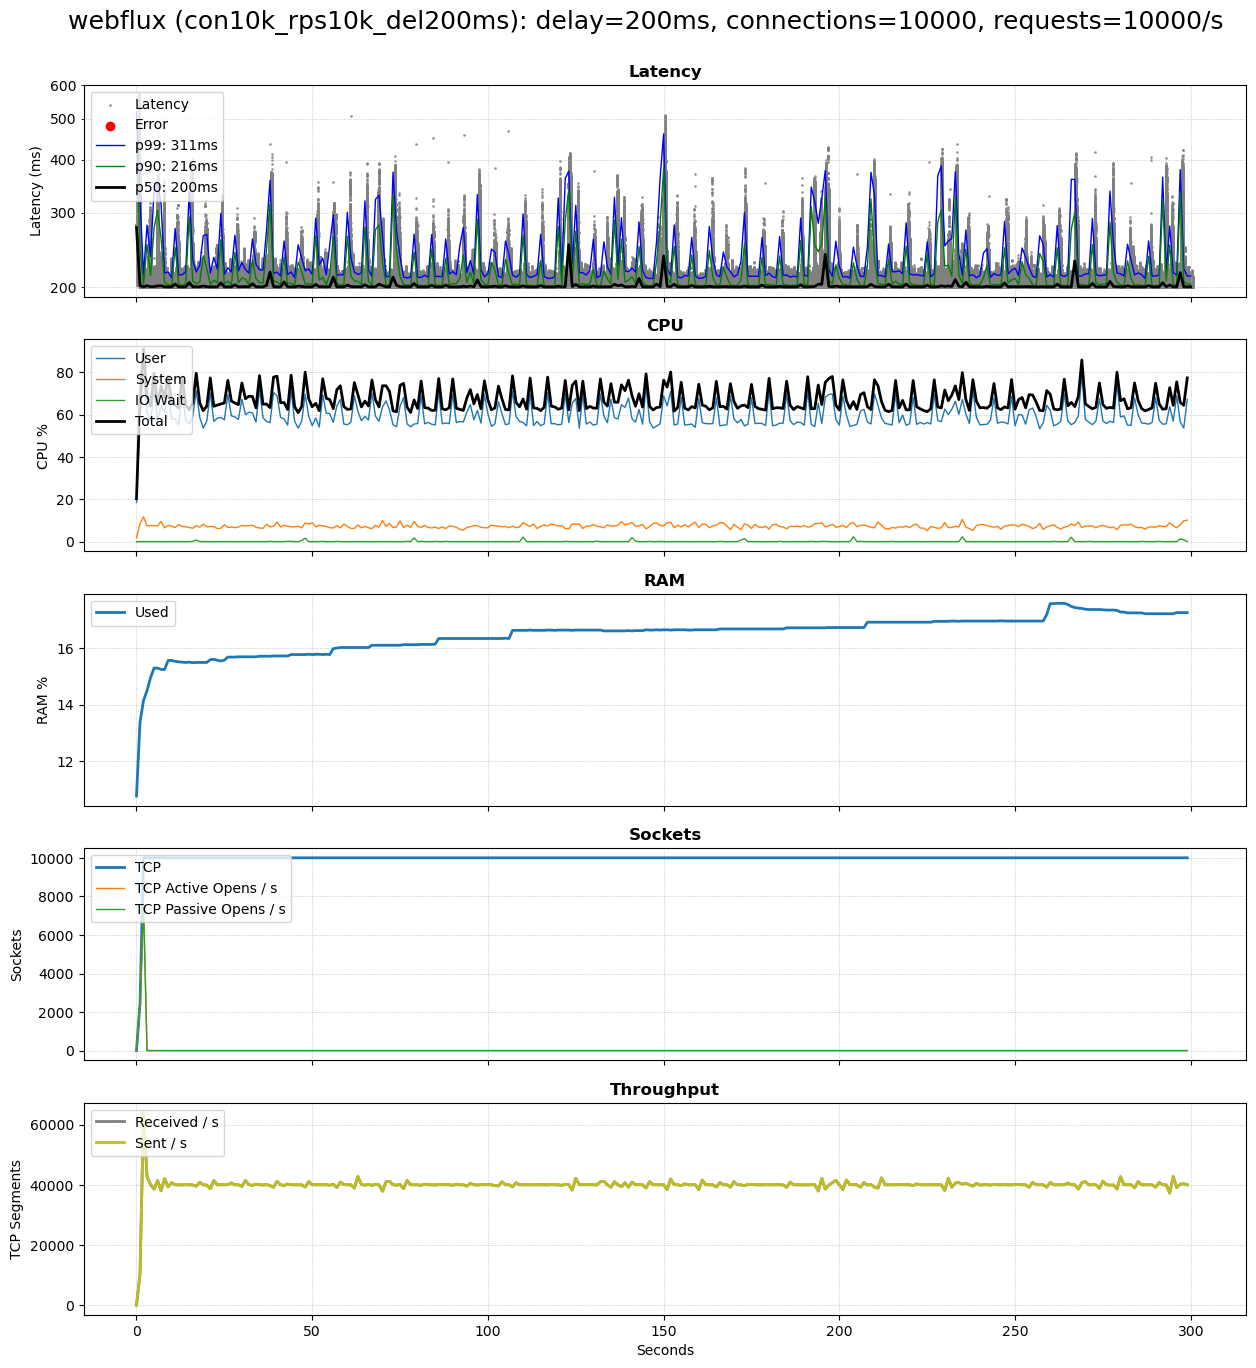 webflux (con10k_rps10k_del200ms): delay=200ms, connections=10000, requests=10000/s
Latency
Latency (ms)
600
500
400
300
200
Latency
Error
p99: 311ms
p90: 216ms
p50: 200ms
CPU
CPU %
80
60
40
20
0
User
System
IO Wait
Total
RAM
RAM %
16
14
12
Used
Sockets
Sockets
10000
8000
6000
4000
2000
0
TCP
TCP Active Opens / s
TCP Passive Opens / s
Throughput
TCP Segments
60000
40000
20000
0
Received / s
Sent / s
0 50 100 150 200 250 300
Seconds